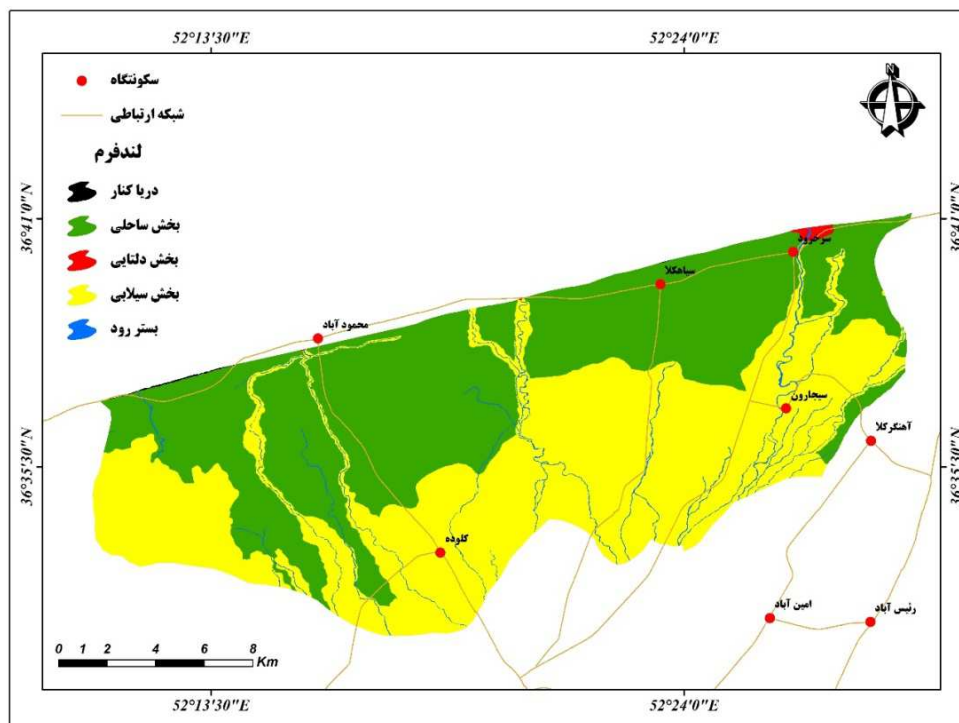 52°13'30"E
52°24'0"E
N
سکونتگاه
شبکه ارتباطی
لندفرم
دریا کنار
بخش ساحلی
بخش دلتایی
بخش سیلابی
بستر رود
36°41'0"N
36°41'0"N
سرخرود
سیاهکلا
محمود آباد
سیجارون
آهنگرکلا
36°35'30"N
36°35'30"N
کلوده
امین آباد
رئیس آباد
0 1 2 4 6 8
Km
52°13'30"E
52°24'0"E